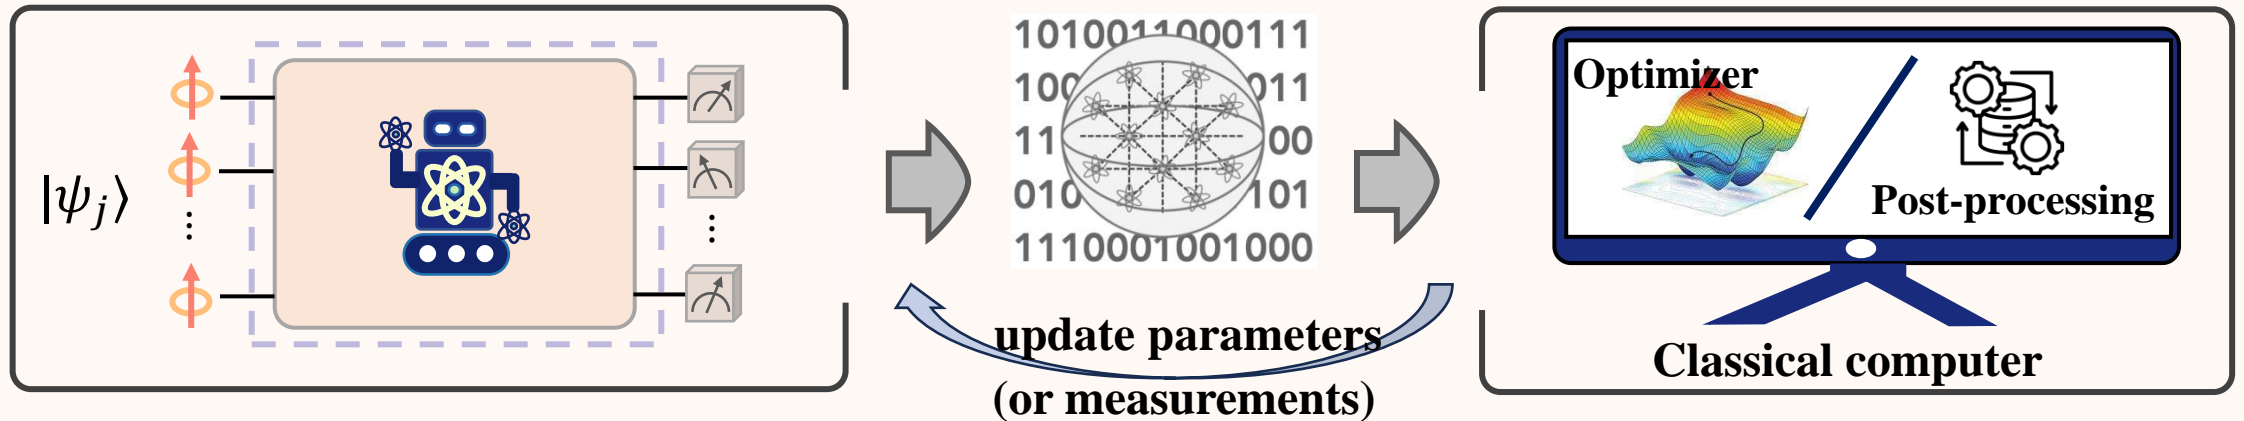 |ψ_j⟩
⋮
⋮
1010011000111
100 011
11 00
010 101
1110001001000
update parameters
(or measurements)
Optimizer
Post-processing
Classical computer